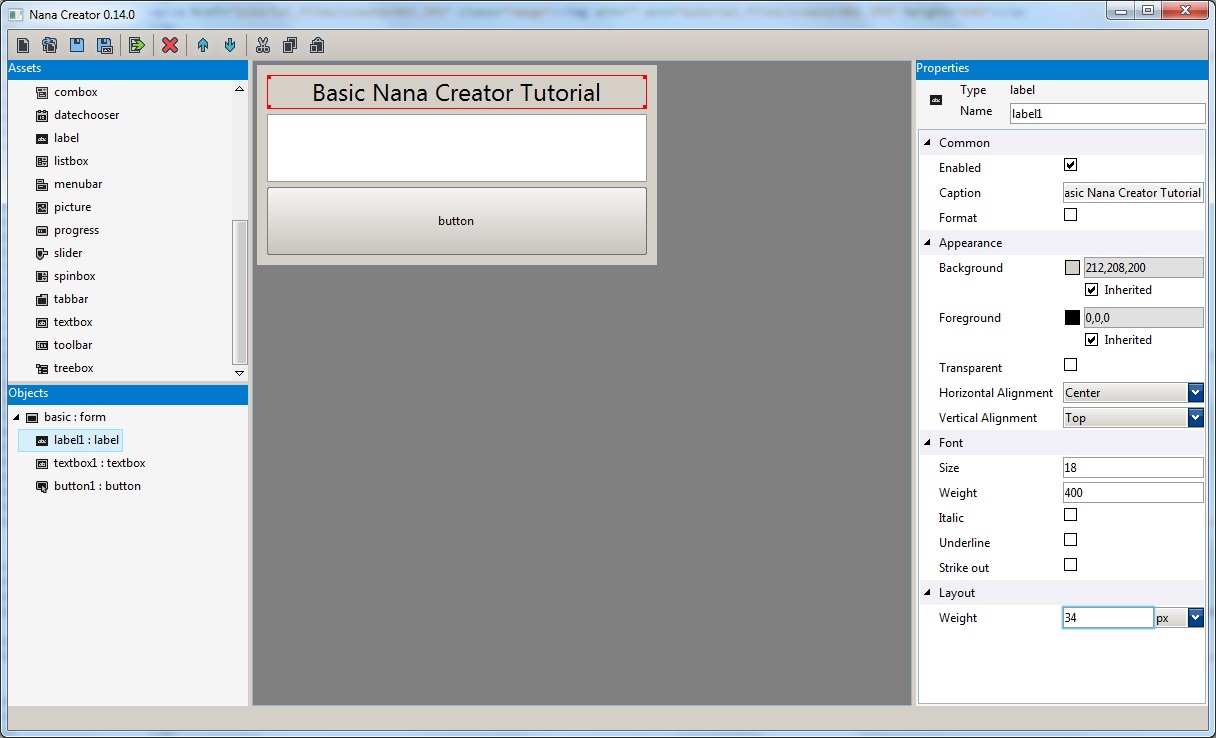 Nana Creator 0.14.0
Assets
combox
datechooser
label
listbox
menubar
picture
progress
slider
spinbox
tabbar
textbox
toolbar
treebox
Objects
basic : form
label1 : label
textbox1 : textbox
button1 : button
Basic Nana Creator Tutorial
button
Properties
Type label
Name label1
Common
Enabled
Caption asic Nana Creator Tutorial
Format
Appearance
Background 212,208,200
Inherited
Foreground 0,0,0
Inherited
Transparent
Horizontal Alignment Center
Vertical Alignment Top
Font
Size 18
Weight 400
Italic
Underline
Strike out
Layout
Weight 34 px